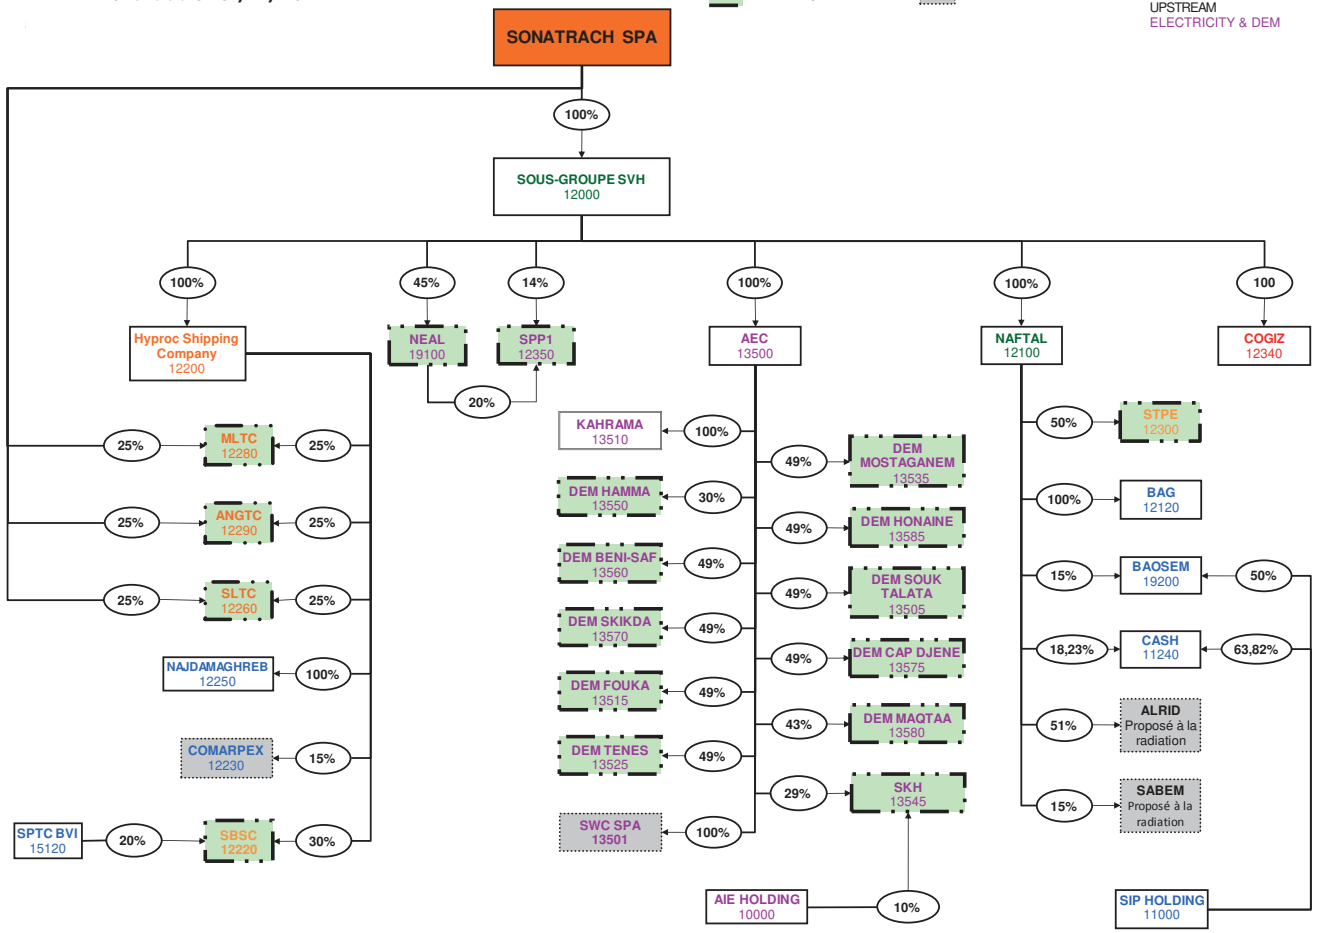 UPSTREAM
ELECTRICITY & DEM
SONATRACH SPA
100%
SOUS-GROUPE SVH
12000
100%
45%
14%
100%
100%
100
Hyproc Shipping
Company
12200
NEAL
19100
SPP1
12350
AEC
13500
NAFTAL
12100
COGIZ
12340
20%
25%
MLTC
12280
25%
25%
ANGTC
12290
25%
25%
SLTC
12260
25%
NAJDAMAGHREB
12250
100%
COMARPEX
12230
15%
SPTC BVI
15120
20%
SBSC
12220
30%
KAHRAMA
13510
100%
DEM HAMMA
13550
30%
DEM BENI-SAF
13560
49%
DEM SKIKDA
13570
49%
DEM FOUKA
13515
49%
DEM TENES
13525
49%
SWC SPA
13501
100%
49%
DEM
MOSTAGANEM
13535
49%
DEM HONAINE
13585
49%
DEM SOUK
TALATA
13505
49%
DEM CAP DJENE
13575
43%
DEM MAQTAA
13580
29%
SKH
13545
AIE HOLDING
10000
10%
50%
STPE
12300
100%
BAG
12120
15%
BAOSEM
19200
50%
18,23%
CASH
11240
63,82%
51%
ALRID
Proposé à la
radiation
15%
SABEM
Proposé à la
radiation
SIP HOLDING
11000